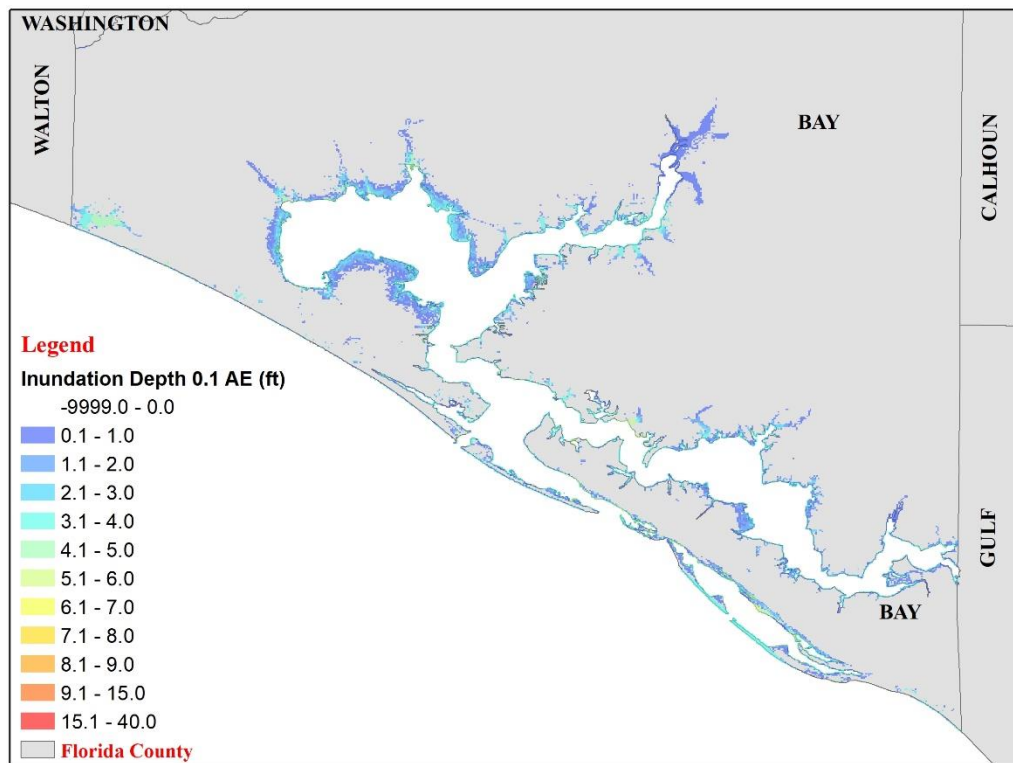 WASHINGTON
WALTON
BAY
CALHOUN
Legend
Inundation Depth 0.1 AE (ft)
-9999.0 - 0.0
0.1 - 1.0
1.1 - 2.0
2.1 - 3.0
3.1 - 4.0
4.1 - 5.0
5.1 - 6.0
6.1 - 7.0
7.1 - 8.0
8.1 - 9.0
9.1 - 15.0
15.1 - 40.0
Florida County
GULF
BAY